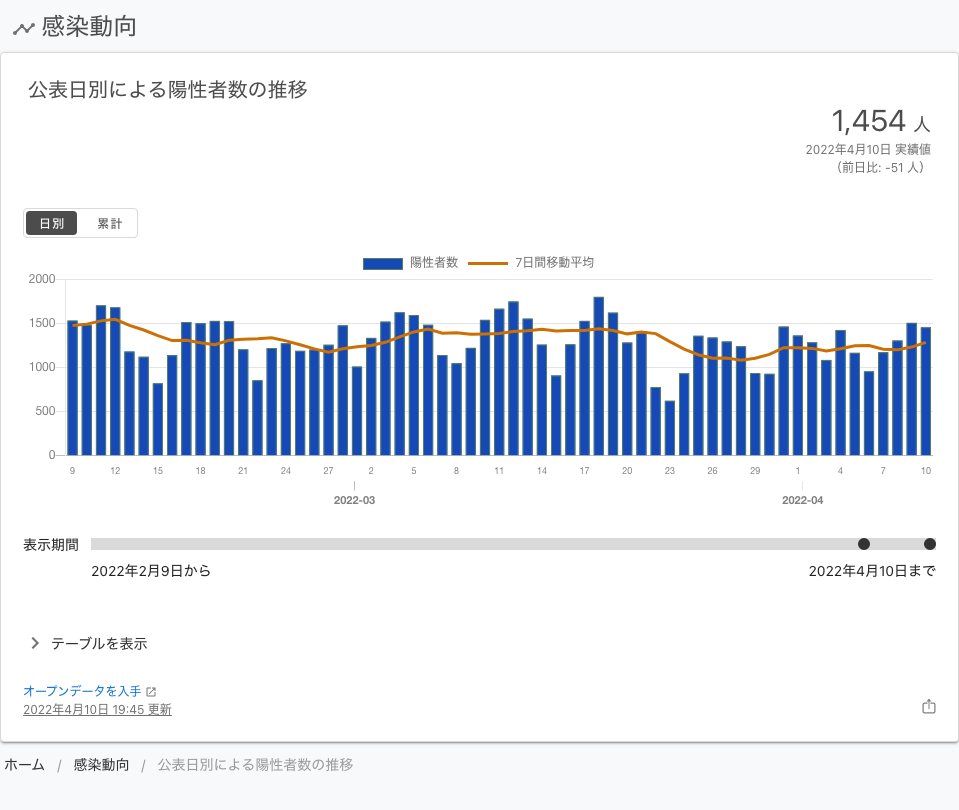 感染動向
公表日別による陽性者数の推移
1,454 人
2022年4月10日 実績値
（前日比: -51 人）
日別 累計
陽性者数 7日間移動平均
2000
1500
1000
500
0
9 12 15 18 21 24 27 2 5 8 11 14 17 20 23 26 29 1 4 7 10
2022-03 2022-04
表示期間
2022年2月9日から 2022年4月10日まで
テーブルを表示
オープンデータを入手
2022年4月10日 19:45 更新
ホーム / 感染動向 / 公表日別による陽性者数の推移